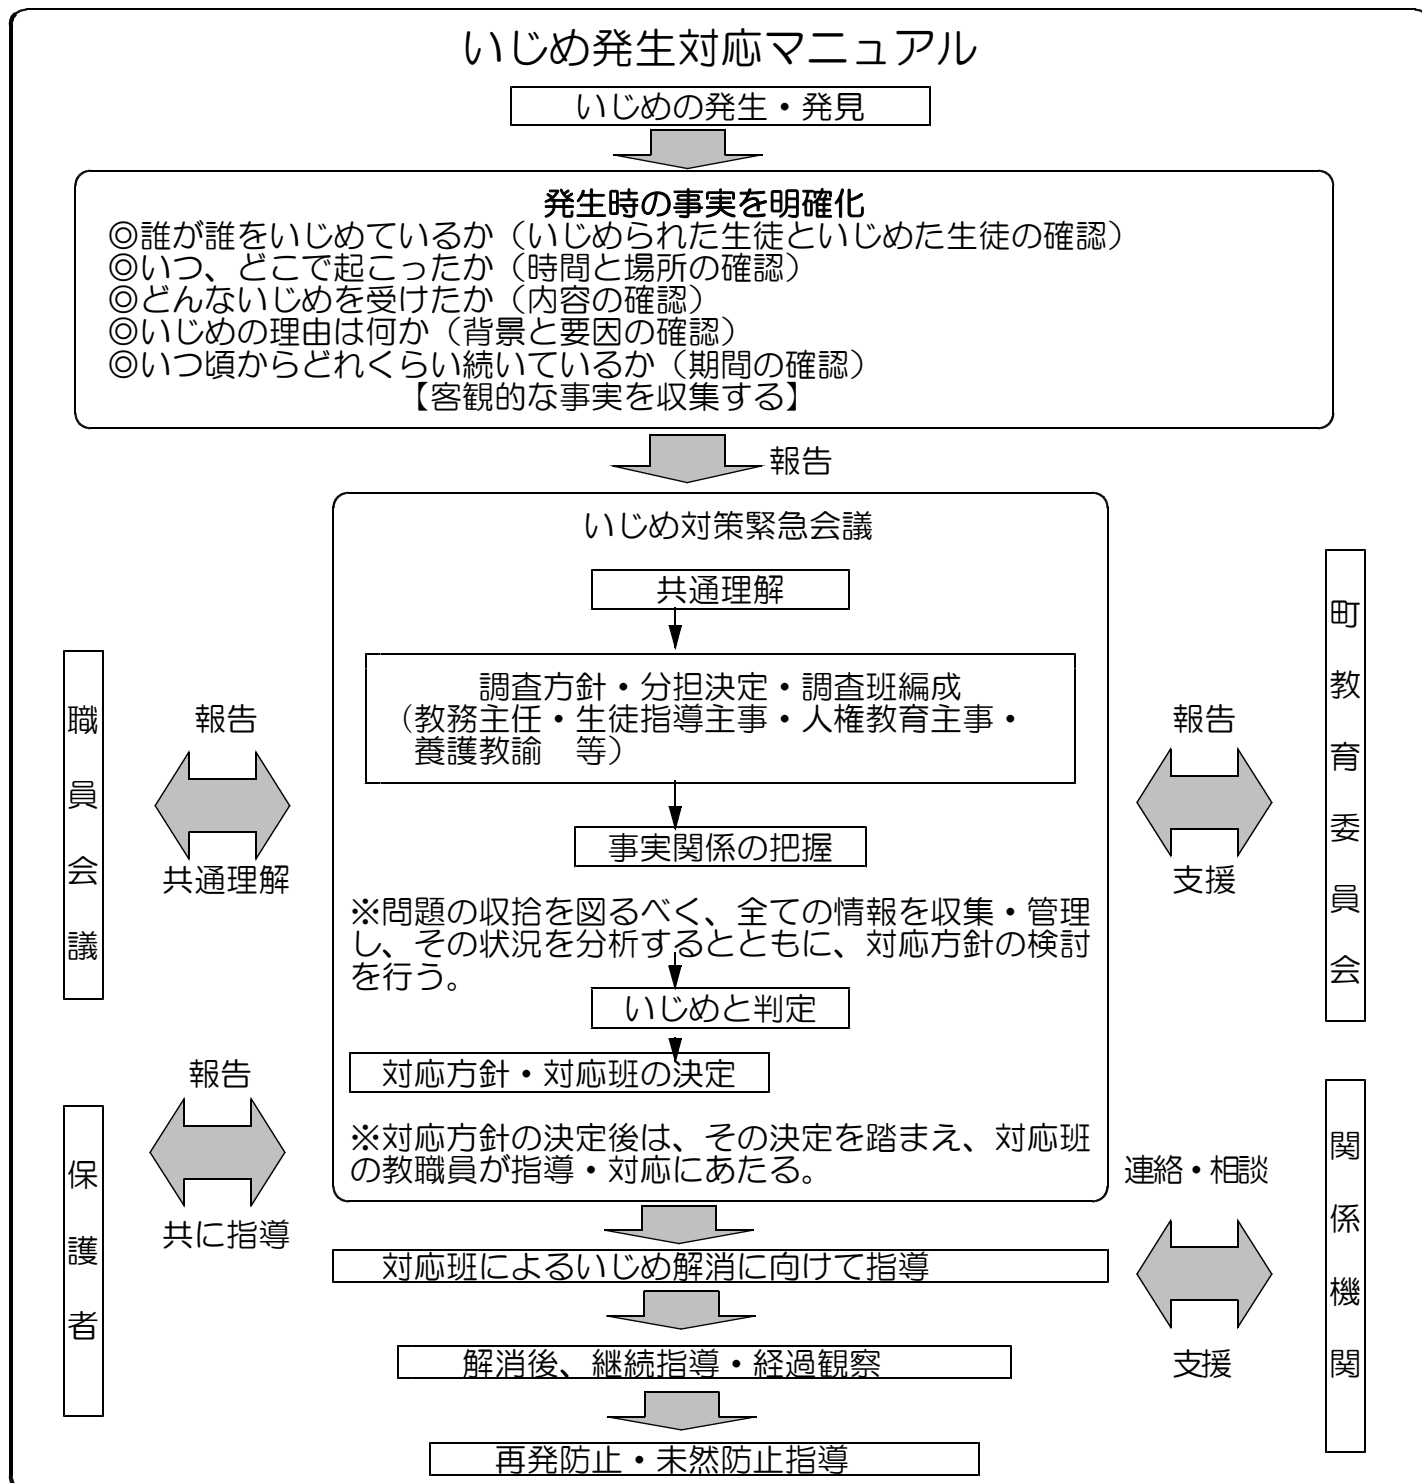 いじめ発生対応マニュアル
いじめの発生・発見
発生時の事実を明確化
◎誰が誰をいじめているか（いじめられた生徒といじめた生徒の確認）
◎いつ、どこで起こったか（時間と場所の確認）
◎どんないじめを受けたか（内容の確認）
◎いじめの理由は何か（背景と要因の確認）
◎いつ頃からどれくらい続いているか（期間の確認）
【客観的な事実を収集する】
報告
いじめ対策緊急会議
共通理解
調査方針・分担決定・調査班編成
（教務主任・生徒指導主事・人権教育主事・
養護教諭　等）
事実関係の把握
※問題の収拾を図るべく、全ての情報を収集・管理
し、その状況を分析するとともに、対応方針の検討
を行う。
いじめと判定
対応方針・対応班の決定
※対応方針の決定後は、その決定を踏まえ、対応班
の教職員が指導・対応にあたる。
職員会議
報告
共通理解
町教育委員会
報告
支援
保護者
報告
共に指導
関係機関
連絡・相談
支援
対応班によるいじめ解消に向けて指導
解消後、継続指導・経過観察
再発防止・未然防止指導